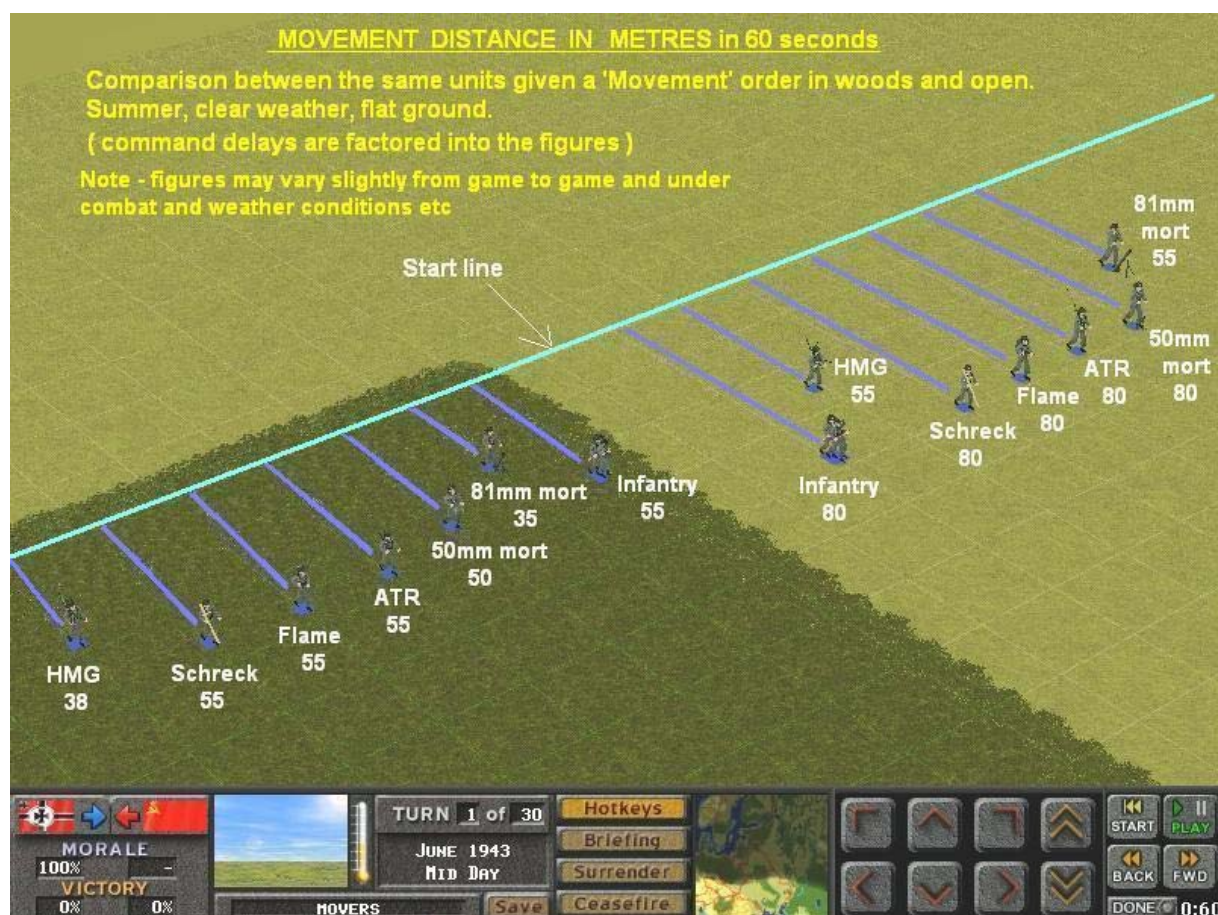 MOVEMENT DISTANCE IN METRES in 60 seconds
Comparison between the same units given a 'Movement' order in woods and open.
Summer, clear weather, flat ground.
( command delays are factored into the figures )
Note - figures may vary slightly from game to game and under
combat and weather conditions etc
Start line
81mm
mort
55
50mm
mort
80
ATR
80
Flame
80
Schreck
80
HMG
55
Infantry
80
Infantry
55
81mm mort
35
50mm mort
50
ATR
55
Flame
55
Schreck
55
HMG
38
MORALE
100% -
VICTORY
0% 0%
MOVERS
Save
TURN 1 of 30
JUNE 1943
MID DAY
Hotkeys
Briefing
Surrender
Ceasefire
START
PLAY
BACK
FWD
DONE 0:60